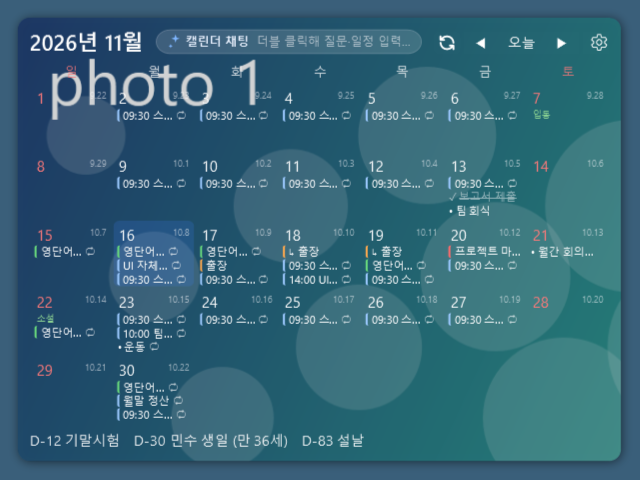 2026년 11월 캘린더 채팅 더블 클릭해 질문·일정 입력... 오늘
photo 1
일 월 화 수 목 금 토
1 9.22 2 9.23 3 9.24 4 9.25 5 9.26 6 9.27 7 9.28
09:30 스... 09:30 스... 09:30 스... 09:30 스... 09:30 스... 입동
8 9.29 9 10.1 10 10.2 11 10.3 12 10.4 13 10.5 14 10.6
09:30 스... 09:30 스... 09:30 스... 09:30 스... 09:30 스...
✓보고서 제출
• 팀 회식
15 10.7 16 10.8 17 10.9 18 10.10 19 10.11 20 10.12 21 10.13
영단어... 영단어... 영단어... ↳ 출장 ↳ 출장 프로젝트 마... • 월간 회의...
UI 자체... 출장 09:30 스... 영단어... 09:30 스...
09:30 스... 09:30 스... 14:00 UI... 09:30 스...
22 10.14 23 10.15 24 10.16 25 10.17 26 10.18 27 10.19 28 10.20
소설 09:30 스... 09:30 스... 09:30 스... 09:30 스... 09:30 스...
영단어... 10:00 팀...
• 운동
29 10.21 30 10.22
영단어...
월말 정산
09:30 스...
D-12 기말시험 D-30 민수 생일 (만 36세) D-83 설날